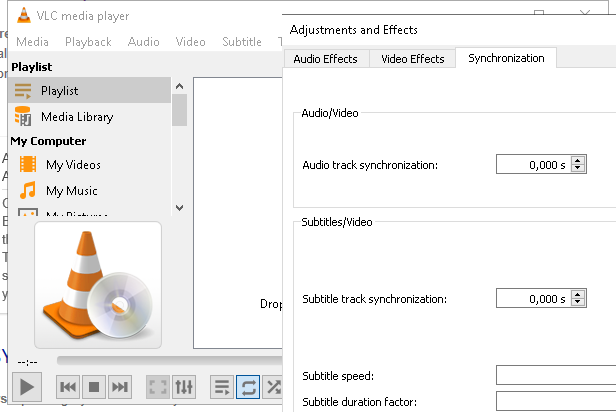 VLC media player
Adjustments and Effects
Media Playback Audio Video Subtitle
Audio Effects Video Effects Synchronization
Playlist
Playlist
Media Library
My Computer
My Videos
My Music
My Pictures
Audio/Video
Audio track synchronization: 0,000 s
Subtitles/Video
Subtitle track synchronization: 0,000 s
Drop
--:--
Subtitle speed:
Subtitle duration factor: